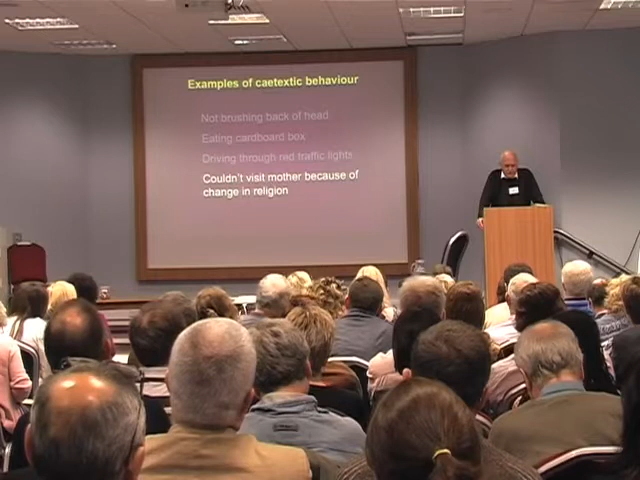 Examples of caetextic behaviour
Not brushing back of head
Eating cardboard box
Driving through red traffic lights
Couldn't visit mother because of
change in religion